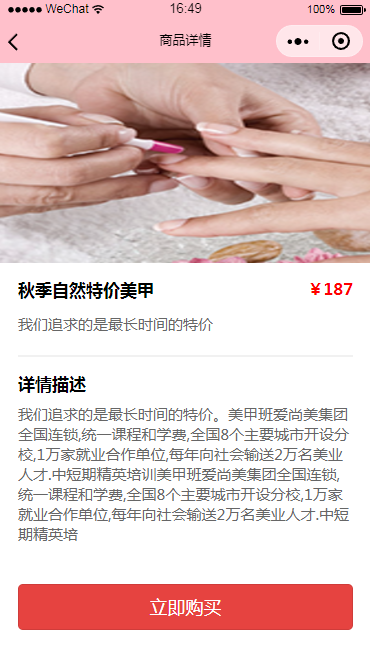 WeChat 16:49 100%
商品详情
秋季自然特价美甲 ￥187
我们追求的是最长时间的特价
详情描述
我们追求的是最长时间的特价。美甲班爱尚美集团
全国连锁,统一课程和学费,全国8个主要城市开设分
校,1万家就业合作单位,每年向社会输送2万名美业
人才.中短期精英培训美甲班爱尚美集团全国连锁,
统一课程和学费,全国8个主要城市开设分校,1万家
就业合作单位,每年向社会输送2万名美业人才.中短
期精英培
立即购买